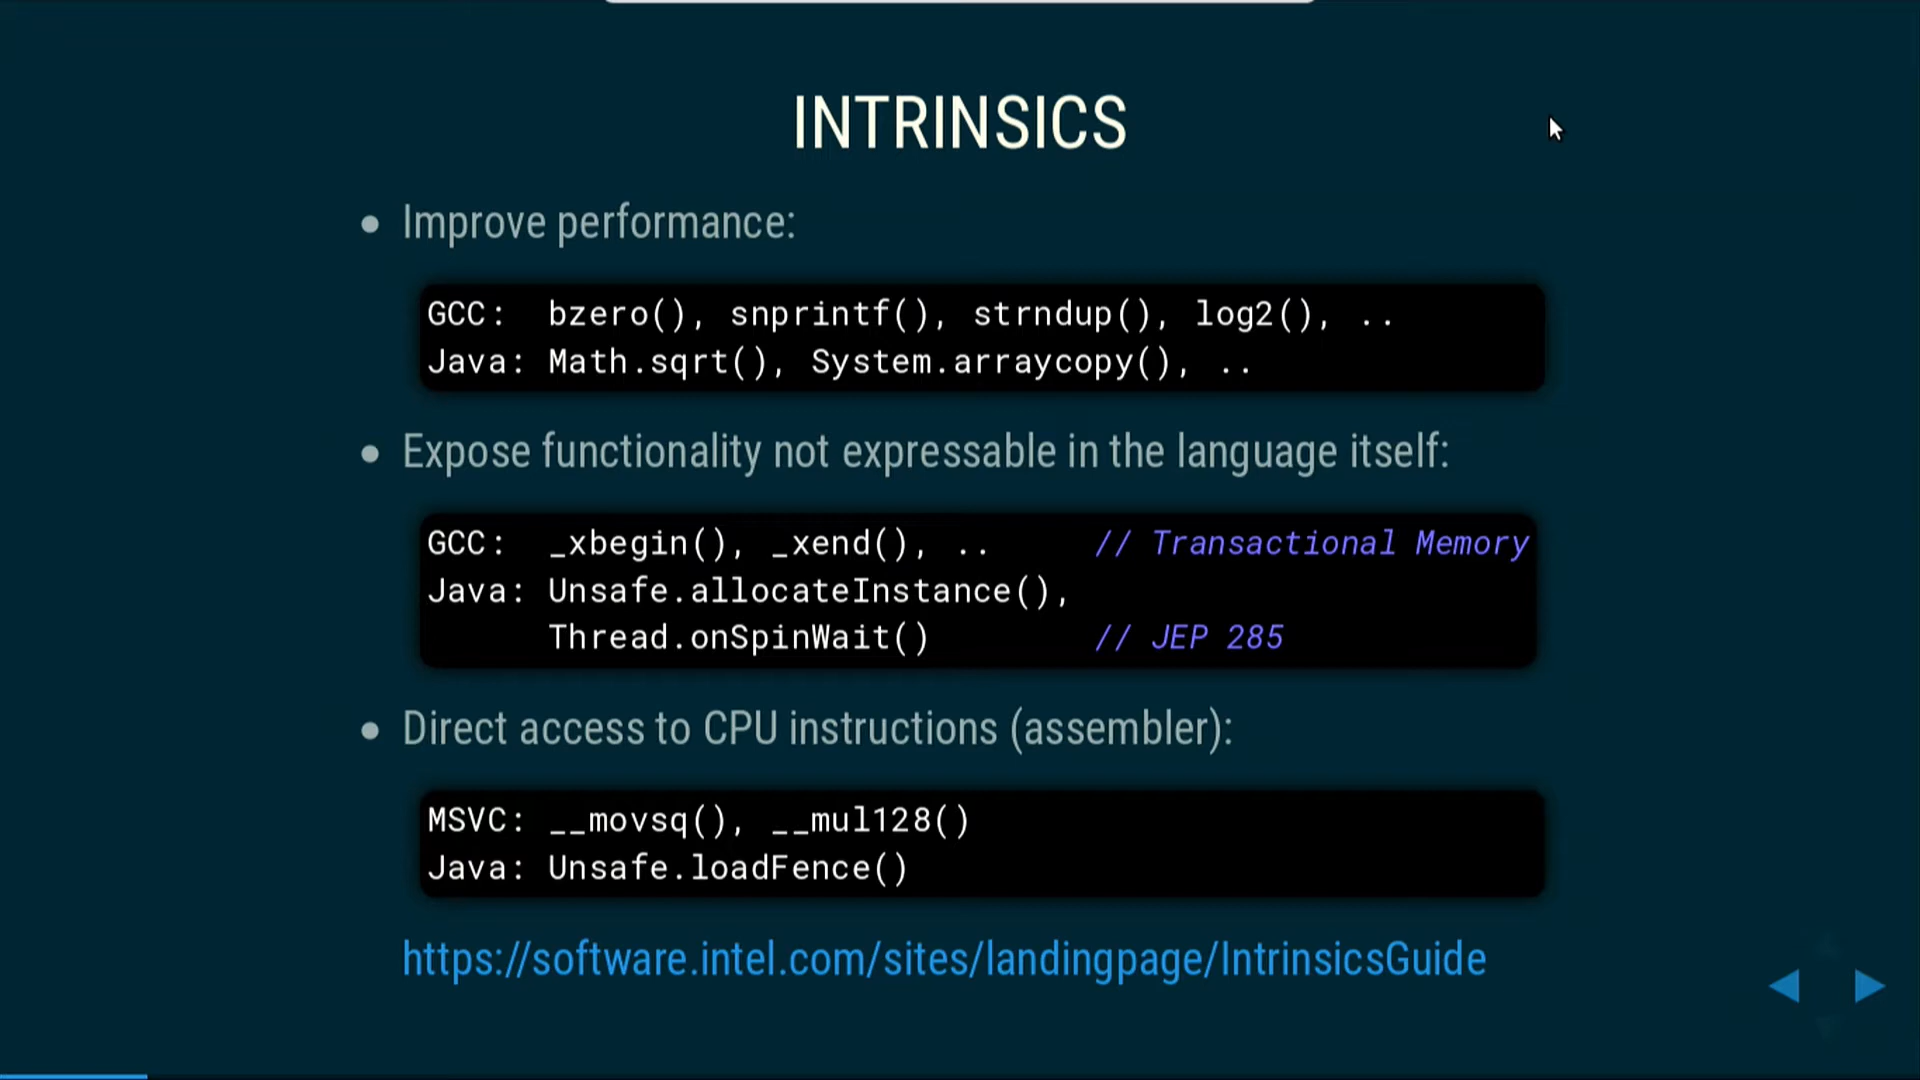 INTRINSICS
Improve performance:
GCC:  bzero(), snprintf(), strndup(), log2(), ..
Java: Math.sqrt(), System.arraycopy(), ..
Expose functionality not expressable in the language itself:
GCC:  _xbegin(), _xend(), ..     // Transactional Memory
Java: Unsafe.allocateInstance(),
Thread.onSpinWait()        // JEP 285
Direct access to CPU instructions (assembler):
MSVC: __movsq(), __mul128()
Java: Unsafe.loadFence()
https://software.intel.com/sites/landingpage/IntrinsicsGuide